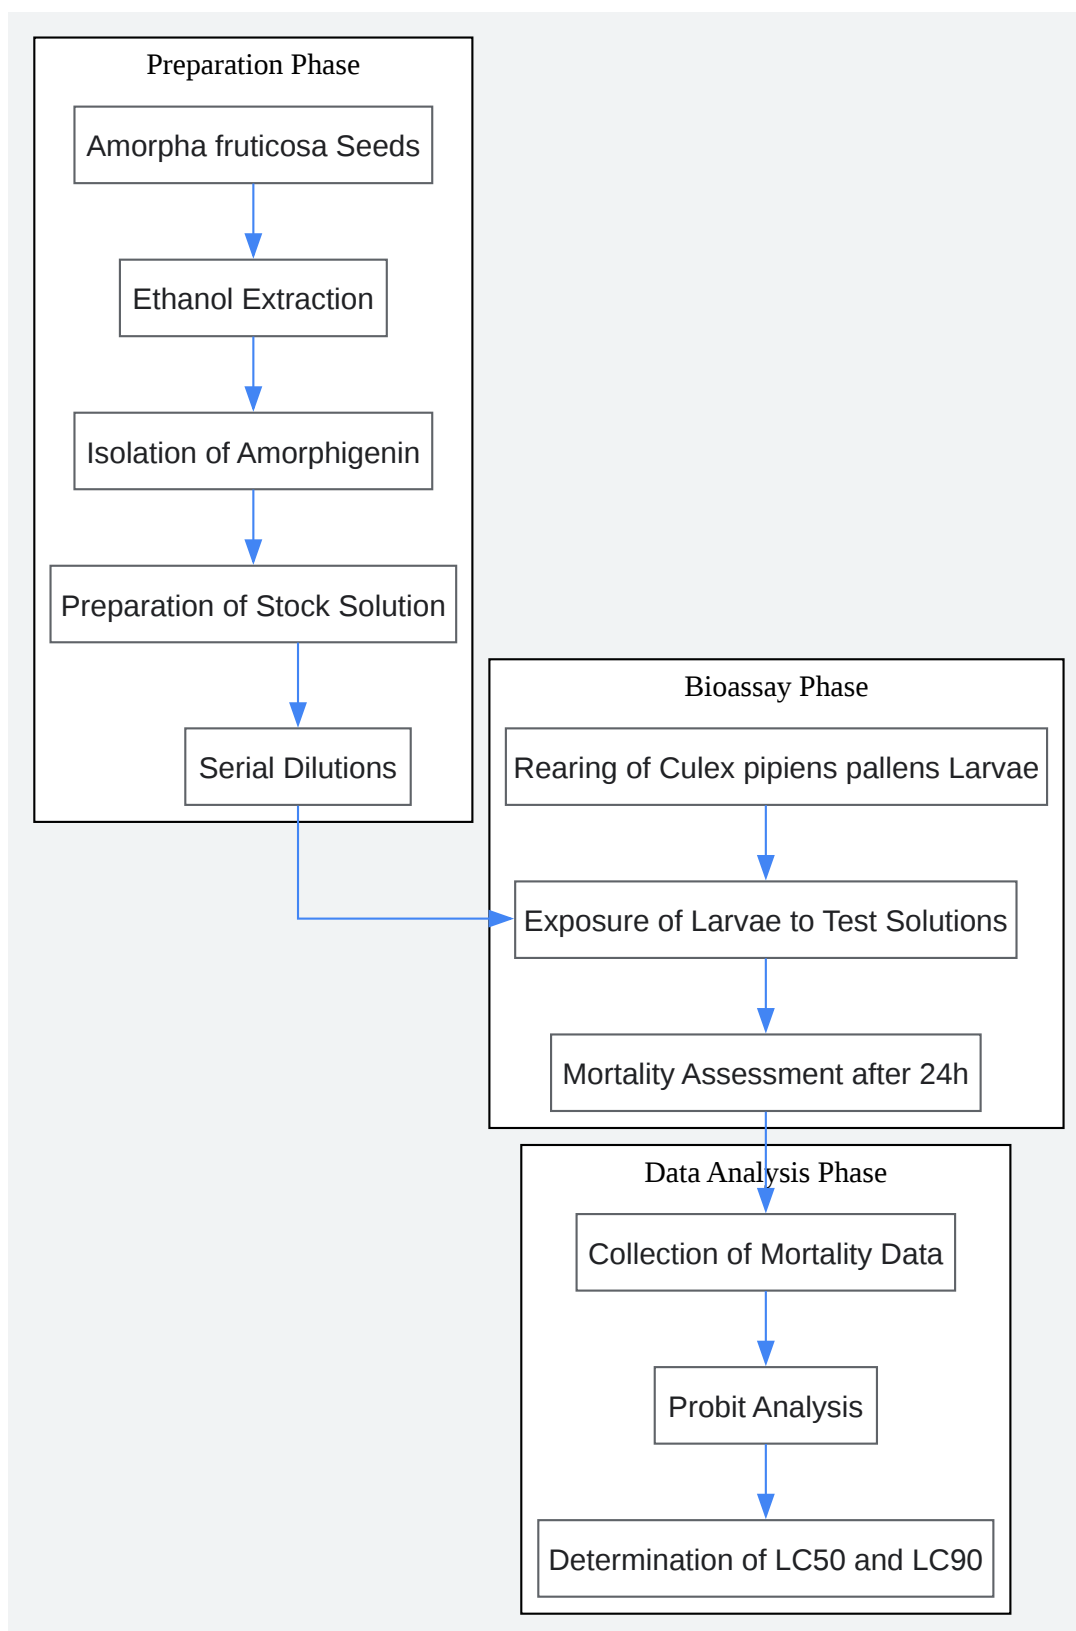 Preparation Phase
Amorpha fruticosa Seeds
Ethanol Extraction
Isolation of Amorphigenin
Preparation of Stock Solution
Serial Dilutions
Bioassay Phase
Rearing of Culex pipiens pallens Larvae
Exposure of Larvae to Test Solutions
Mortality Assessment after 24h
Data Analysis Phase
Collection of Mortality Data
Probit Analysis
Determination of LC50 and LC90